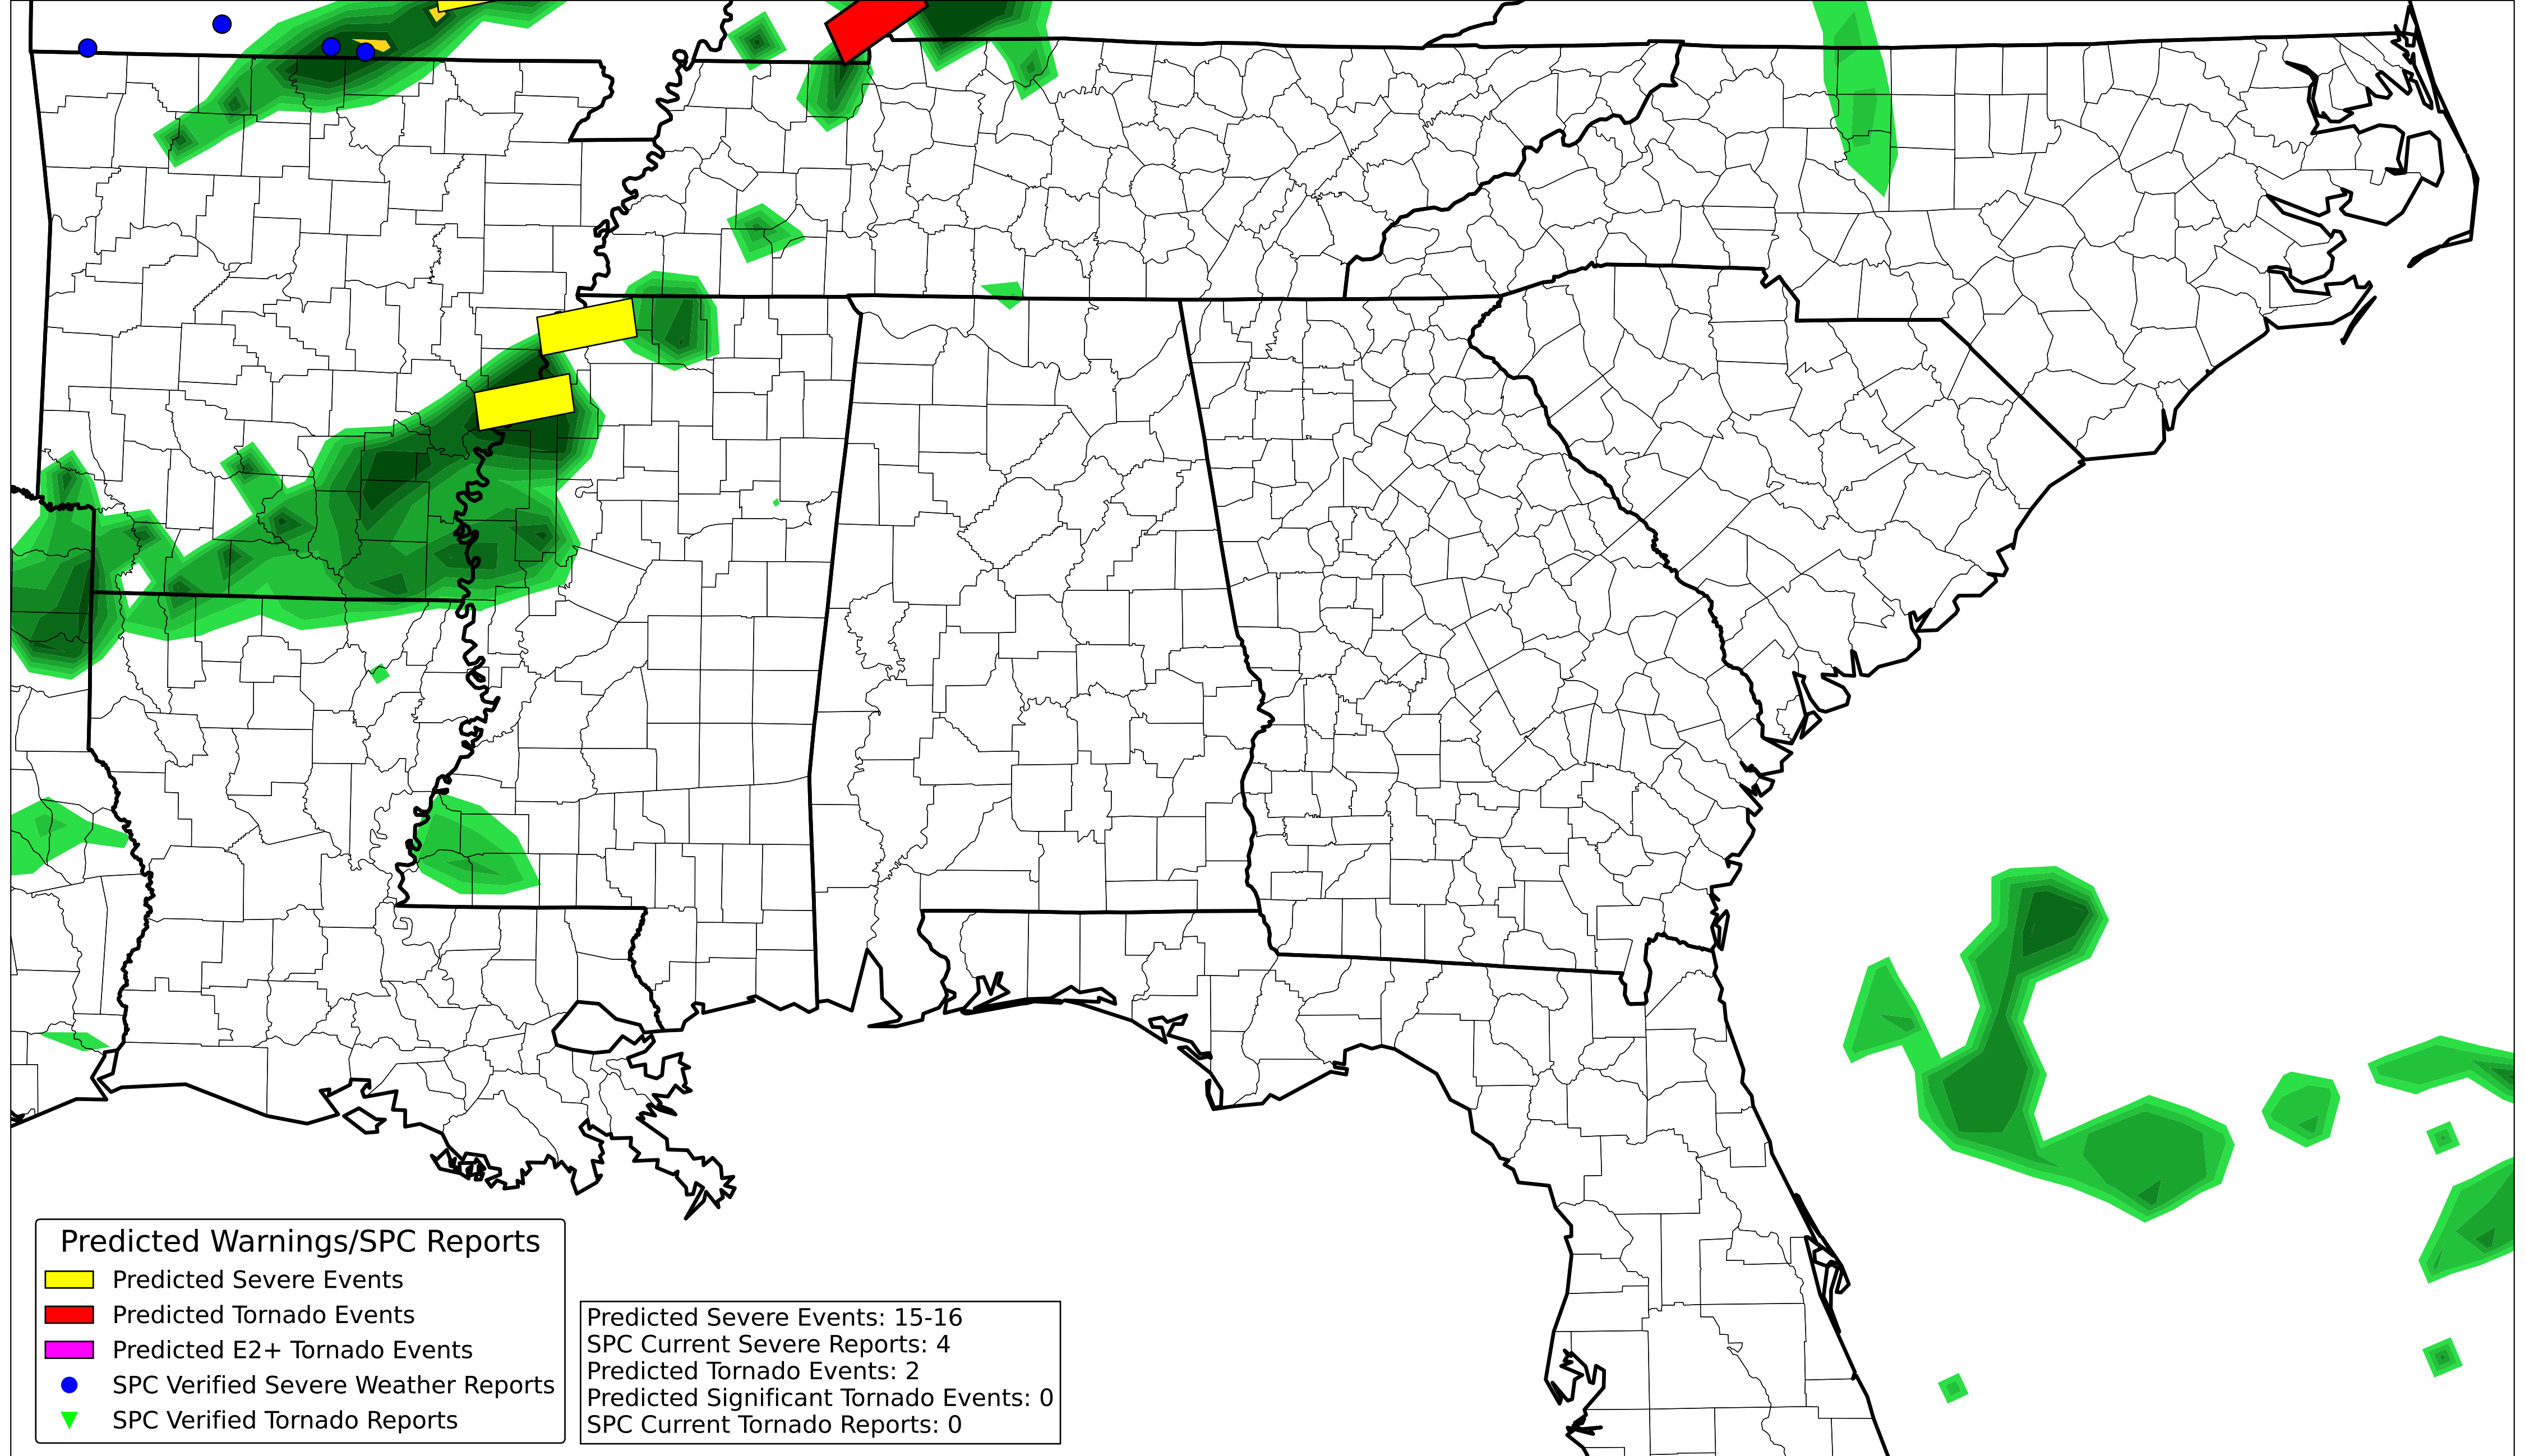 Predicted Warnings/SPC Reports
Predicted Severe Events
Predicted Tornado Events
Predicted E2+ Tornado Events
SPC Verified Severe Weather Reports
SPC Verified Tornado Reports
Predicted Severe Events: 15-16
SPC Current Severe Reports: 4
Predicted Tornado Events: 2
Predicted Significant Tornado Events: 0
SPC Current Tornado Reports: 0